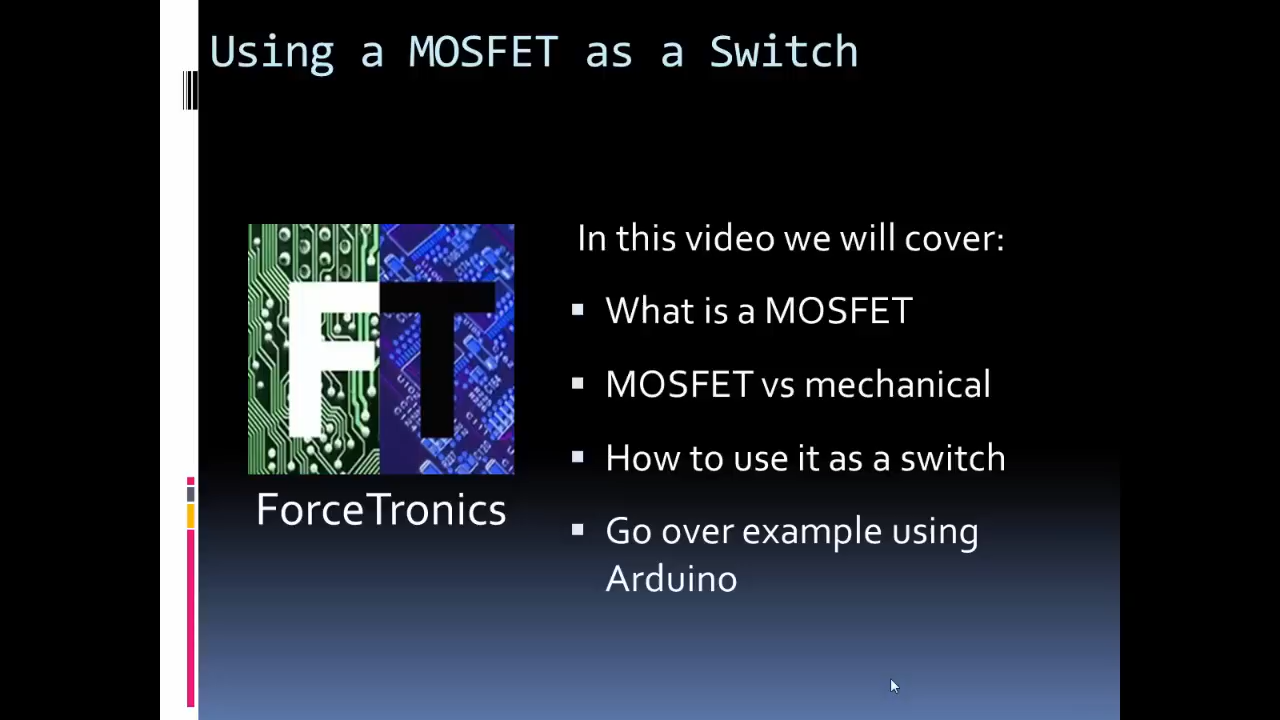 Using a MOSFET as a Switch
In this video we will cover:
What is a MOSFET
MOSFET vs mechanical
How to use it as a switch
Go over example using
Arduino
FT
ForceTronics